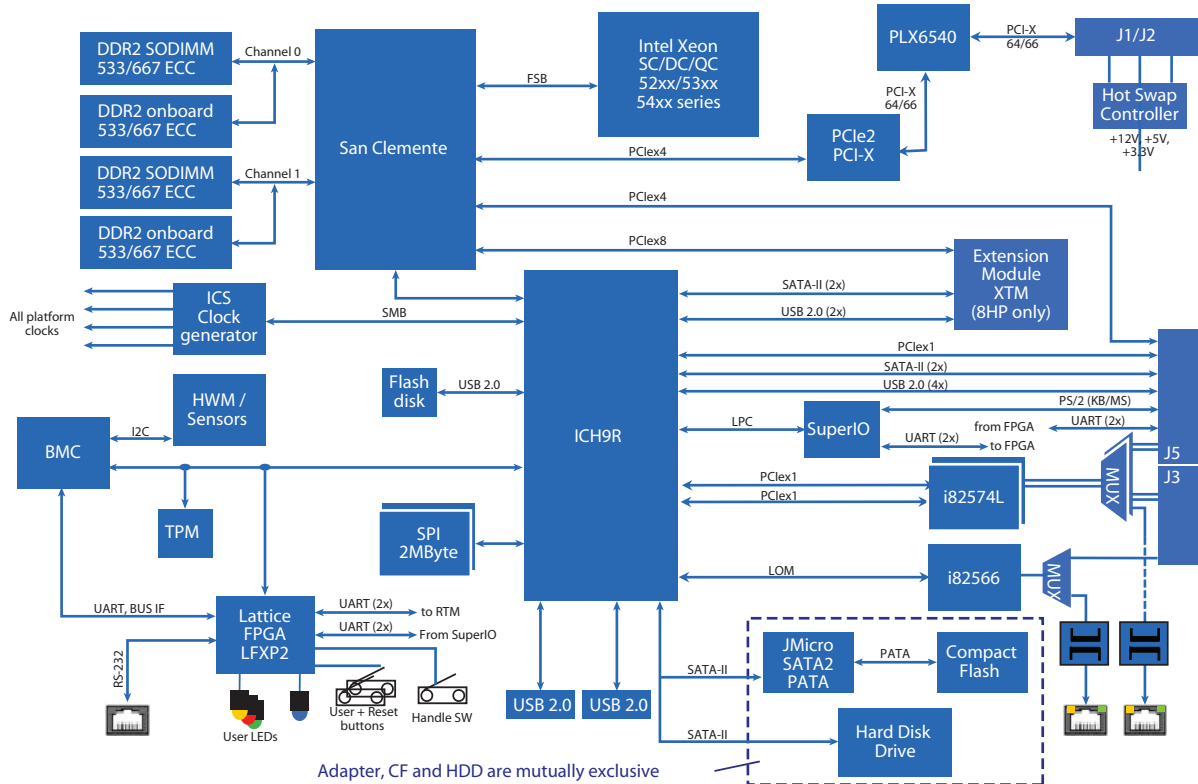 DDR2 SODIMM
533/667 ECC
Channel 0
DDR2 onboard
533/667 ECC
DDR2 SODIMM
533/667 ECC
Channel 1
DDR2 onboard
533/667 ECC
San Clemente
FSB
Intel Xeon
SC/DC/QC
52xx/53xx
54xx series
PLX6540
PCI-X
64/66
J1/J2
PCI-X
64/66
Hot Swap
Controller
+12V, +5V,
+3.3V
PCIex4
PCIe2
PCI-X
PCIex4
PCIex8
Extension
Module
XTM
(8HP only)
All platform
clocks
ICS
Clock
generator
SMB
SATA-II (2x)
USB 2.0 (2x)
PCIex1
SATA-II (2x)
USB 2.0 (4x)
Flash
disk
USB 2.0
ICH9R
HWM /
Sensors
BMC
I2C
LPC
SuperIO
PS/2 (KB/MS)
from FPGA
UART (2x)
UART (2x)
to FPGA
J5
J3
MUX
PCIex1
PCIex1
i82574L
TPM
SPI
2MByte
LOM
i82566
MUX
UART, BUS IF
Lattice
FPGA
LFXP2
UART (2x)
to RTM
UART (2x)
From SuperIO
RS-232
User LEDs
User + Reset
buttons
Handle SW
USB 2.0
USB 2.0
SATA-II
JMicro
SATA2
PATA
PATA
Compact
Flash
SATA-II
Hard Disk
Drive
Adapter, CF and HDD are mutually exclusive